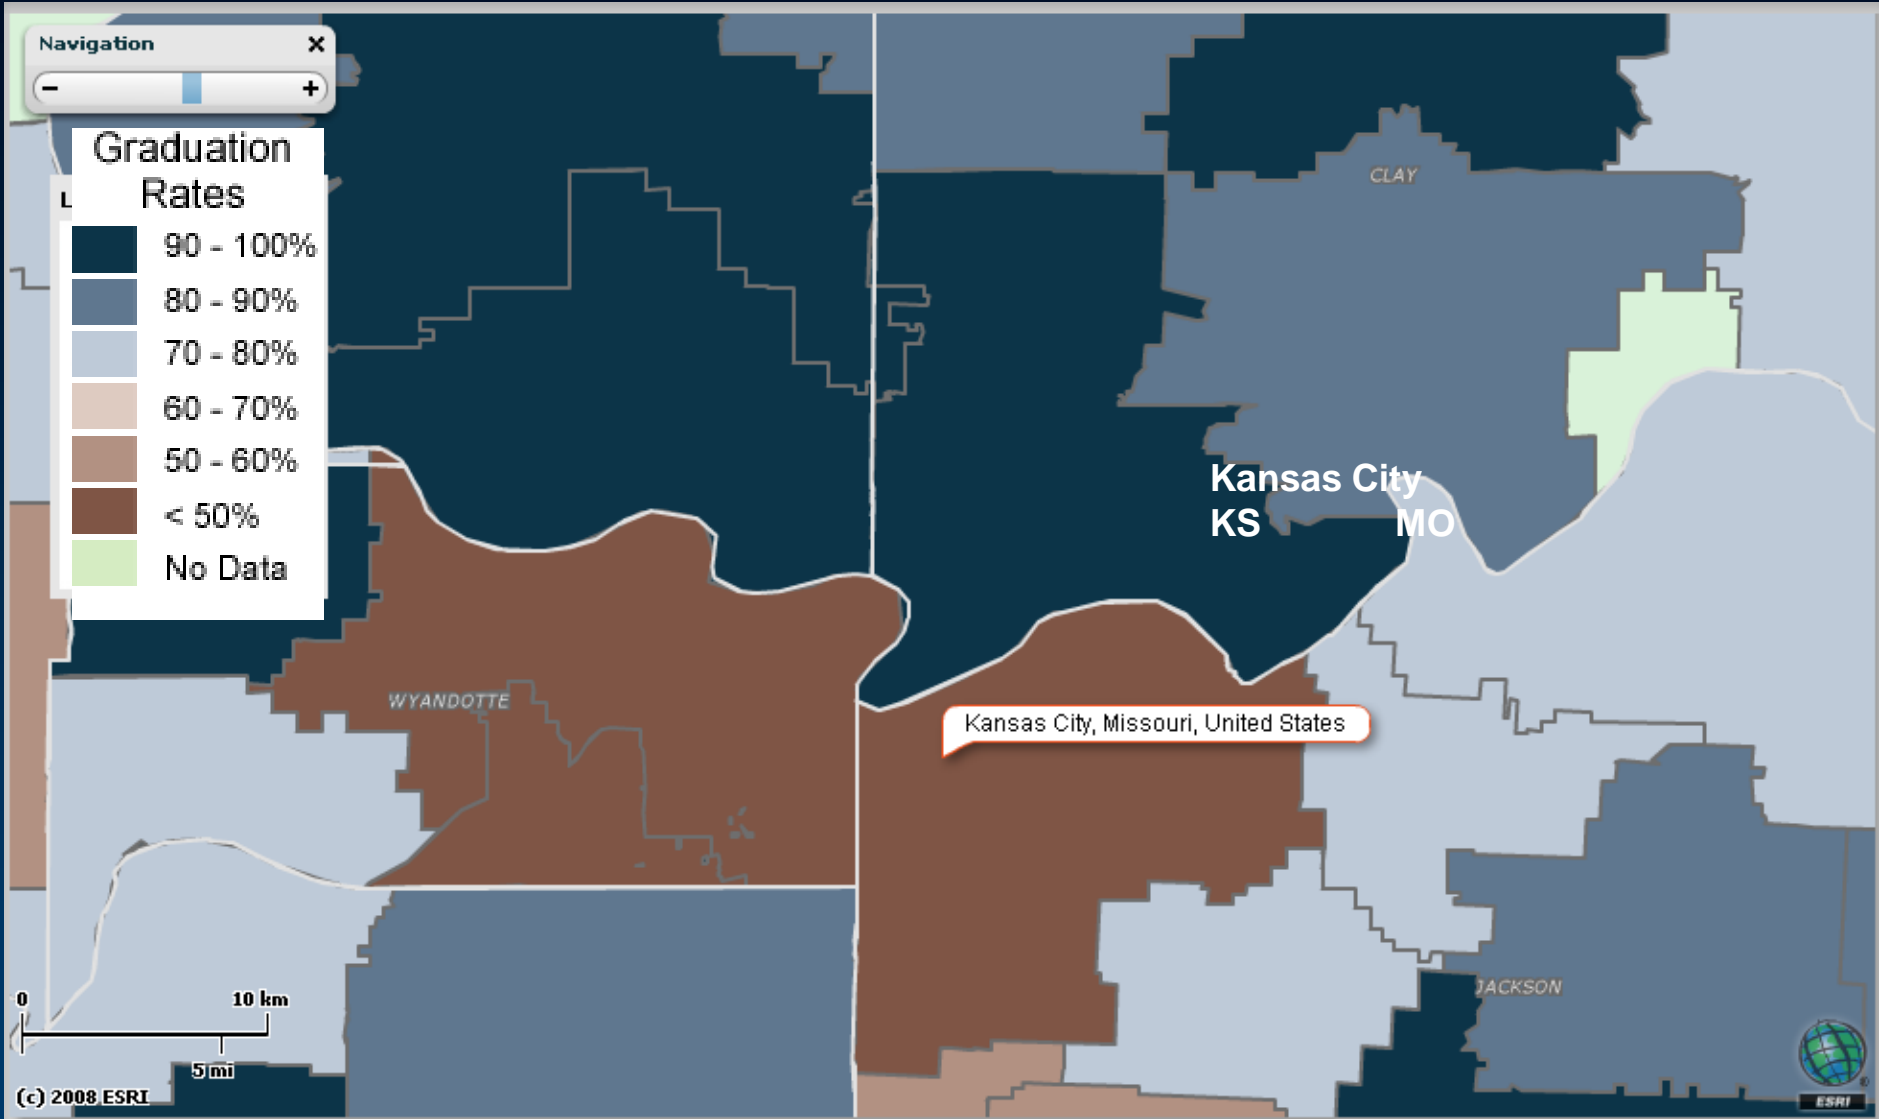 Navigation
Graduation
Rates
L
90 - 100%
80 - 90%
70 - 80%
60 - 70%
50 - 60%
< 50%
No Data
CLAY
Kansas City
KS MO
WYANDOTTE
Kansas City, Missouri, United States
JACKSON
0 10 km
5 mi
(c) 2008 ESRI
ESRI